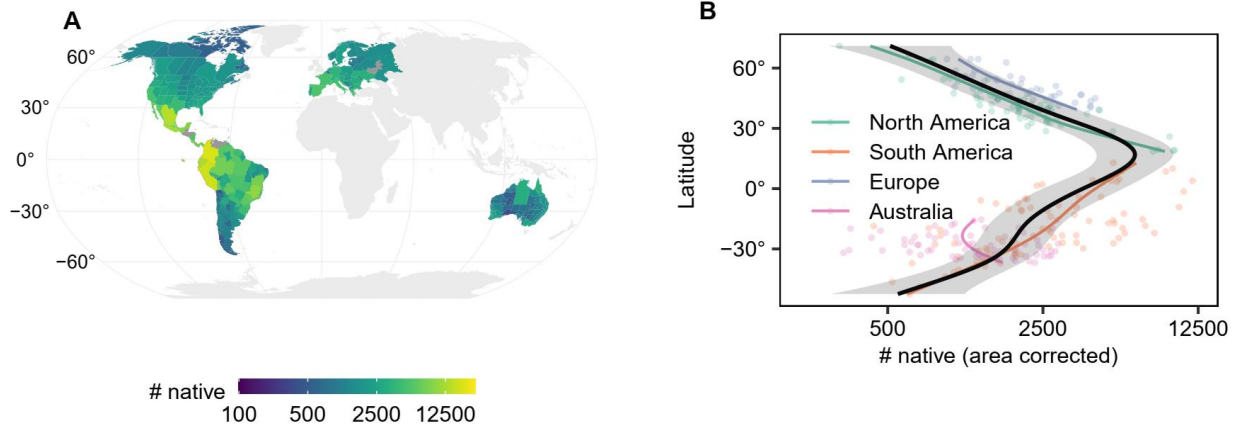 A
60°
30°
0°
−30°
−60°
# native
100 500 2500 12500
B
Latitude
60°
30°
0°
−30°
North America
South America
Europe
Australia
500 2500 12500
# native (area corrected)